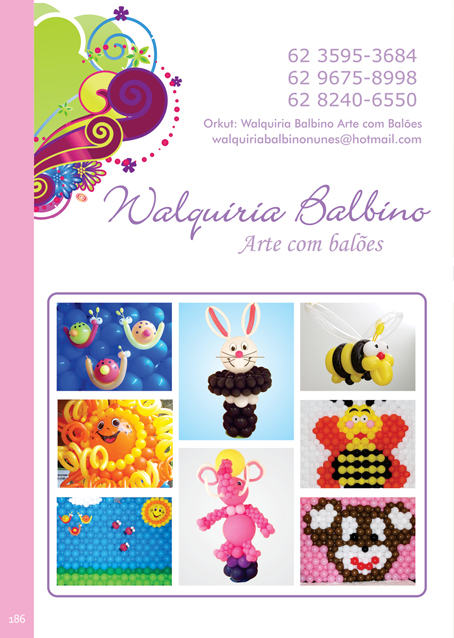 62 3595-3684
62 9675-8998
62 8240-6550
Orkut: Walquiria Balbino Arte com Balões
walquiriabalbinonunes@hotmail.com
Walquiria Balbino
Arte com balões
186